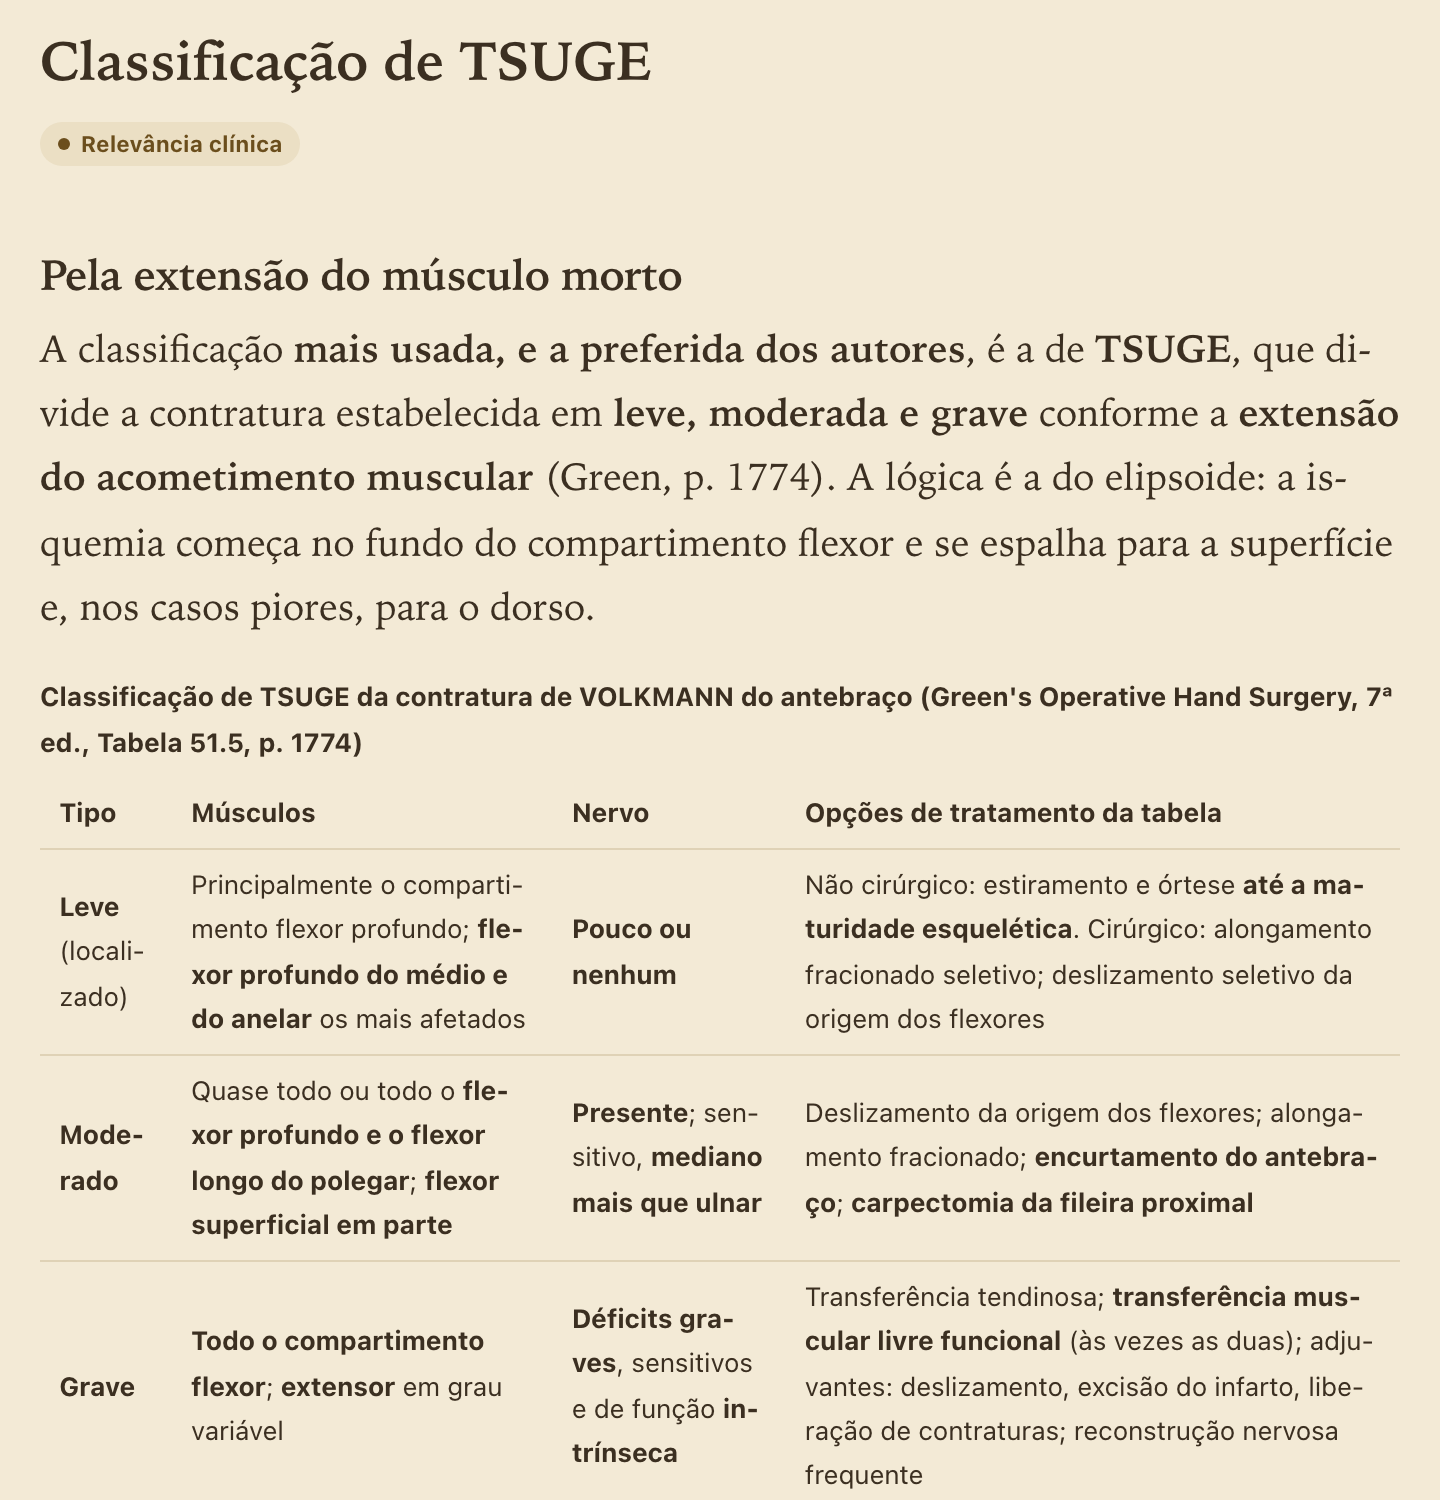 Classificação de TSUGE
Relevância clínica
Pela extensão do músculo morto
A classificação mais usada, e a preferida dos autores, é a de TSUGE, que di-
vide a contratura estabelecida em leve, moderada e grave conforme a extensão
do acometimento muscular (Green, p. 1774). A lógica é a do elipsoide: a is-
quemia começa no fundo do compartimento flexor e se espalha para a superfície
e, nos casos piores, para o dorso.
Classificação de TSUGE da contratura de VOLKMANN do antebraço (Green's Operative Hand Surgery, 7ª
ed., Tabela 51.5, p. 1774)
Tipo
Músculos
Nervo
Opções de tratamento da tabela
Leve
(locali-
zado)
Principalmente o comparti-
mento flexor profundo; fle-
xor profundo do médio e
do anelar os mais afetados
Pouco ou
nenhum
Não cirúrgico: estiramento e órtese até a ma-
turidade esquelética. Cirúrgico: alongamento
fracionado seletivo; deslizamento seletivo da
origem dos flexores
Mode-
rado
Quase todo ou todo o fle-
xor profundo e o flexor
longo do polegar; flexor
superficial em parte
Presente; sen-
sitivo, mediano
mais que ulnar
Deslizamento da origem dos flexores; alonga-
mento fracionado; encurtamento do antebra-
ço; carpectomia da fileira proximal
Grave
Todo o compartimento
flexor; extensor em grau
variável
Déficits gra-
ves, sensitivos
e de função in-
trínseca
Transferência tendinosa; transferência mus-
cular livre funcional (às vezes as duas); adju-
vantes: deslizamento, excisão do infarto, libe-
ração de contraturas; reconstrução nervosa
frequente